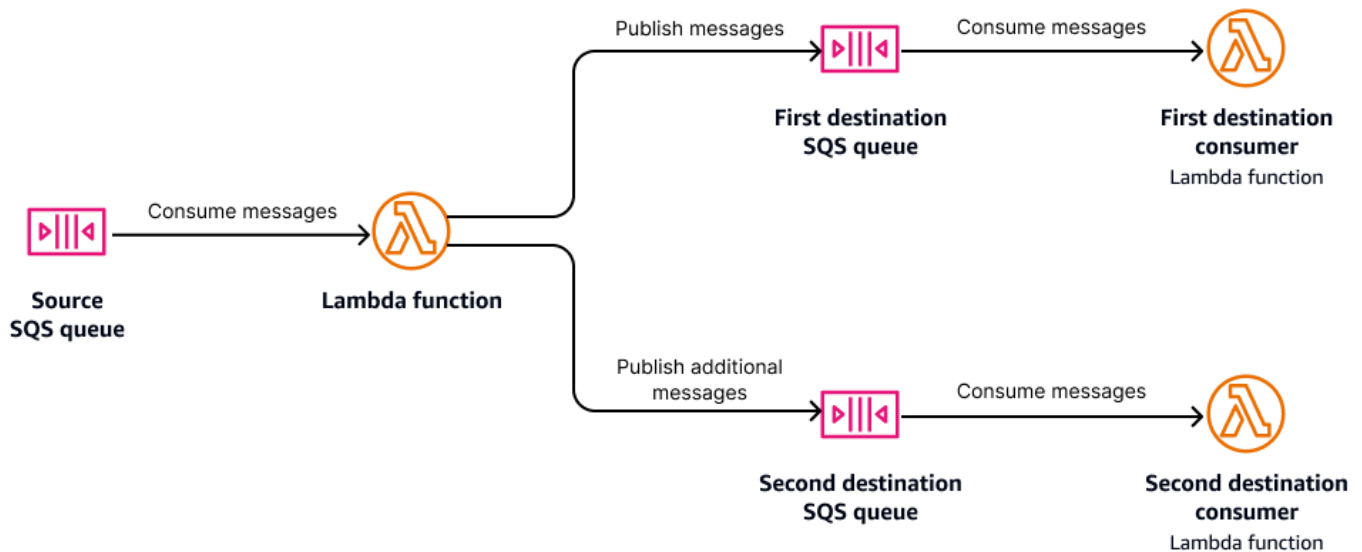 Publish messages
Consume messages
First destination
SQS queue
First destination
consumer
Lambda function
Consume messages
Source
SQS queue
Lambda function
Publish additional
messages
Consume messages
Second destination
SQS queue
Second destination
consumer
Lambda function